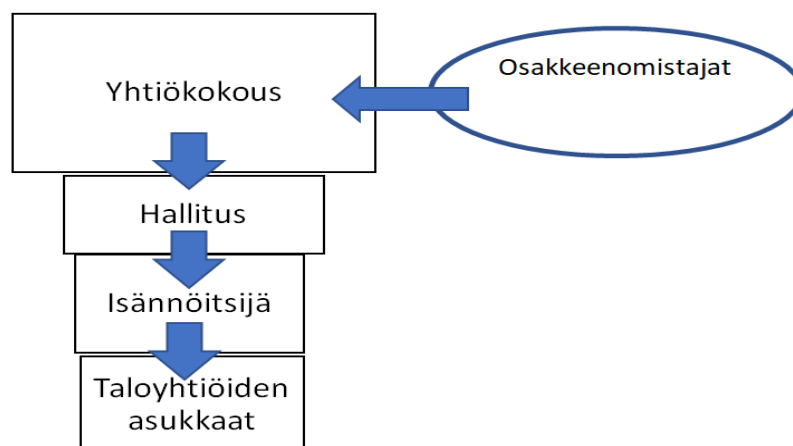 Osakkeenomistajat
Yhtiökokous
Hallitus
Isännöitsijä
Taloyhtiöiden
asukkaat